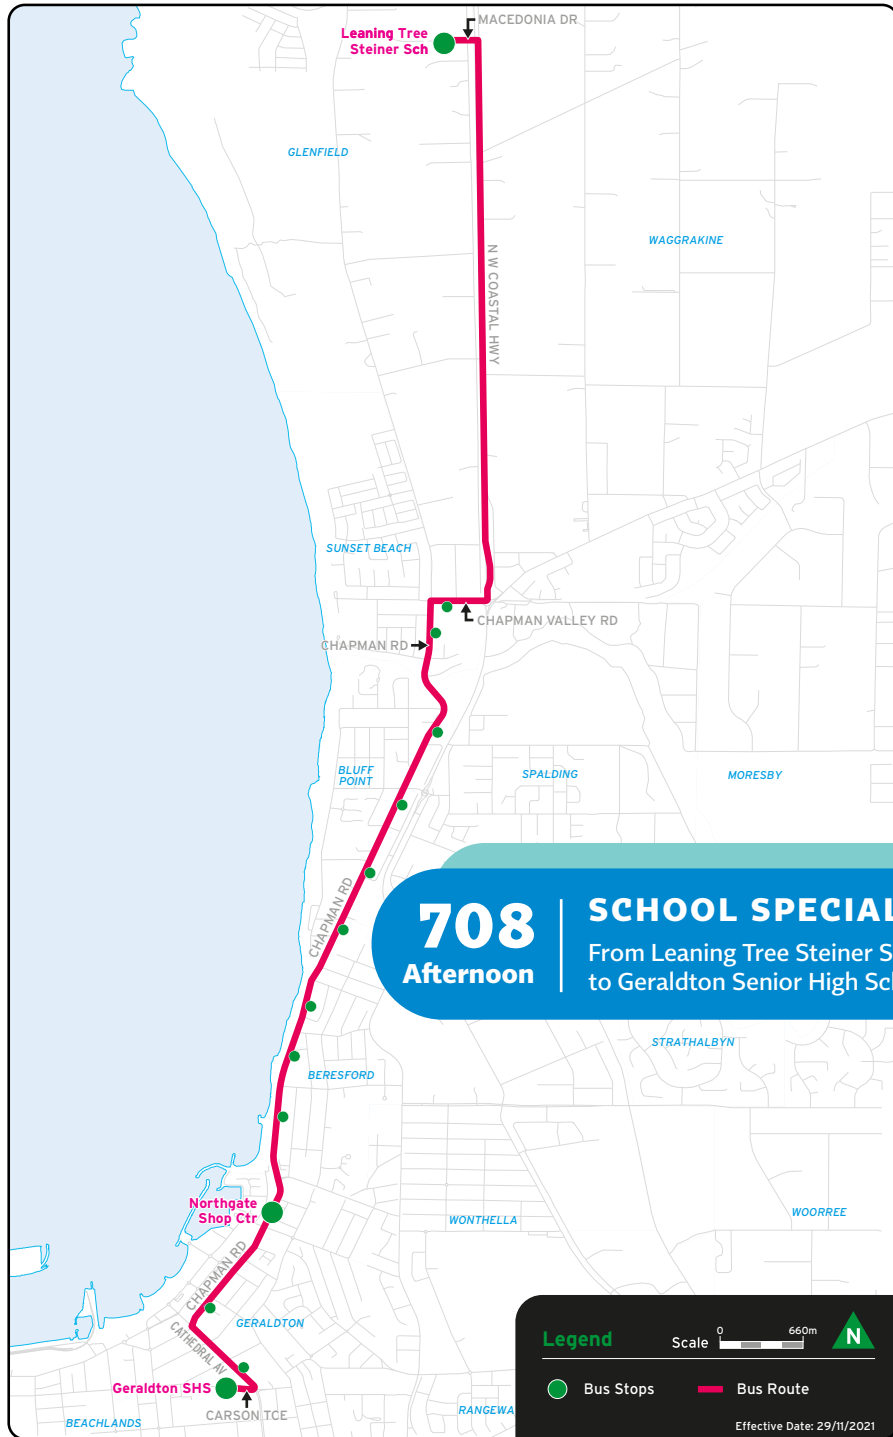 MACEDONIA DR
Leaning Tree
Steiner Sch
GLENFIELD
WAGGRAKINE
N W COASTAL HWY
SUNSET BEACH
CHAPMAN VALLEY RD
CHAPMAN RD
BLUFF
POINT
SPALDING
MORESBY
CHAPMAN RD
708
Afternoon
SCHOOL SPECIAL
From Leaning Tree Steiner S
to Geraldton Senior High Sc
STRATHALBYN
BERESFORD
Northgate
Shop Ctr
WONTHELLA
WOORREE
CHAPMAN RD
GERALDTON
CATHEDRAL AV
Geraldton SHS
CARSON TCE
BEACHLANDS
RANGEWA
Legend
Scale
0 660m
N
Bus Stops
Bus Route
Effective Date: 29/11/2021